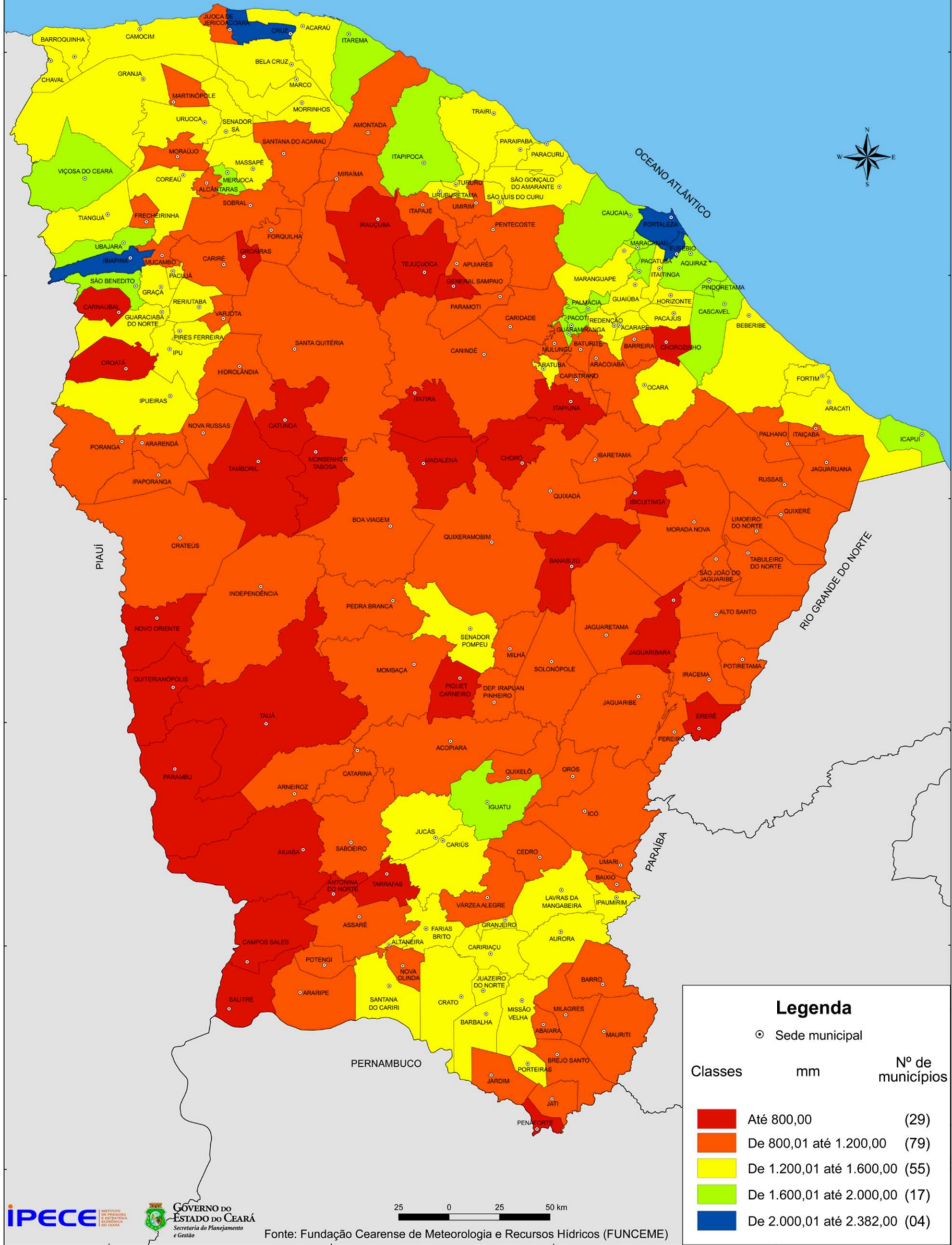 JIJOCA DE
JERICOACOARA
CRUZ
ACARAÚ
CAMOCIM
BARROQUINHA
ITAREMA
BELA CRUZ
CHAVAL
GRANJA
MARCO
MARTINÓPOLE
MORRINHOS
TRAIRI
URUOCA
SENADOR
SÁ
AMONTADA
SANTANA DO ACARAÚ
PARAIPABA
PARACURU
MORAÚJO
MASSAPÊ
ITAPIPOCA
OCEANO ATLÂNTICO
N
W
E
S
VIÇOSA DO CEARÁ
COREAÚ
MERUOCA
MIRAÍMA
TURURU
SÃO GONÇALO
DO AMARANTE
ALCÂNTARAS
URUBURETAMA
SÃO LUÍS DO CURU
SOBRAL
ITAPAJÉ
UMIRIM
TIANGUÁ
FRECHEIRINHA
IRAUÇUBA
PENTECOSTE
CAUCAIA
FORTALEZA
FORQUILHA
UBAJARA
GROAÍRAS
MARACANAÚ
EUSÉBIO
IBIAPINA
MUCAMBO
CARIRÉ
TEJUÇUOCA
APUIARÉS
PACATUBA
AQUIRAZ
PACUJÁ
ITAITINGA
SÃO BENEDITO
GRAÇA
RERIUTABA
GENERAL SAMPAIO
MARANGUAPE
PINDORETAMA
GUAIÚBA
HORIZONTE
CARNAUBAL
PARAMOTI
PALMÁCIA
CASCAVEL
GUARACIABA
DO NORTE
VARJOTA
CARIDADE
PACOTI
REDENÇÃO
PACAJUS
BEBERIBE
GUARAMIRANGA
ACARAPE
PIRES FERREIRA
MULUNGU
BATURITÉ
BARREIRA
CHOROZINHO
IPU
SANTA QUITÉRIA
CANINDÉ
ARATUBA
ARACOIABA
CROATÁ
HIDROLÂNDIA
CAPISTRANO
OCARA
FORTIM
IPUEIRAS
ITATIRA
ITAPIÚNA
ARACATI
CATUNDA
NOVA RUSSAS
ICAPUÍ
PORANGA
ARARENDÁ
PALHANO
ITAIÇABA
MONSENHOR
TABOSA
TAMBORIL
MADALENA
CHORÓ
IBARETAMA
JAGUARUANA
IPAPORANGA
RUSSAS
QUIXADÁ
IBICUITINGA
QUIXERÉ
BOA VIAGEM
MORADA NOVA
LIMOEIRO
DO NORTE
CRATEÚS
QUIXERAMOBIM
TABULEIRO
DO NORTE
PIAUÍ
BANABUIÚ
SÃO JOÃO DO
JAGUARIBE
RIO GRANDE DO NORTE
INDEPENDÊNCIA
PEDRA BRANCA
ALTO SANTO
NOVO ORIENTE
SENADOR
POMPEU
JAGUARETAMA
JAGUARIBARA
MILHÃ
MOMBAÇA
SOLONÓPOLE
POTIRETAMA
IRACEMA
QUITERIANÓPOLIS
PIQUET
CARNEIRO
DEP. IRAPUAN
PINHEIRO
JAGUARIBE
TAUÁ
ERERÊ
PEREIRO
ACOPIARA
PARAMBU
CATARINA
QUIXELÔ
ORÓS
ARNEIROZ
IGUATU
ICÓ
JUCÁS
CARIÚS
AIUABA
SABOEIRO
CEDRO
PARAÍBA
UMARI
BAIXIO
ANTONINA
DO NORTE
TARRAFAS
LAVRAS DA
MANGABEIRA
IPAUMIRIM
VÁRZEA ALEGRE
ASSARÉ
GRANJEIRO
FARIAS
BRITO
AURORA
CAMPOS SALES
ALTANEIRA
CARIRIAÇU
POTENGI
NOVA
OLINDA
JUAZEIRO
DO NORTE
BARRO
SALITRE
ARARIPE
SANTANA
DO CARIRI
CRATO
MISSÃO
VELHA
BARBALHA
MILAGRES
ABAIARA
MAURITI
PERNAMBUCO
BREJO SANTO
PORTEIRAS
JARDIM
JATI
PENAFORTE
Legenda
Sede municipal
Classes mm Nº de
municípios
Até 800,00 (29)
De 800,01 até 1.200,00 (79)
De 1.200,01 até 1.600,00 (55)
De 1.600,01 até 2.000,00 (17)
De 2.000,01 até 2.382,00 (04)
IPECE
INSTITUTO
DE PESQUISA
E ESTRATÉGIA
ECONÔMICA
DO CEARÁ
GOVERNO DO
ESTADO DO CEARÁ
Secretaria do Planejamento
e Gestão
25 0 25 50 km
Fonte: Fundação Cearense de Meteorologia e Recursos Hídricos (FUNCEME)